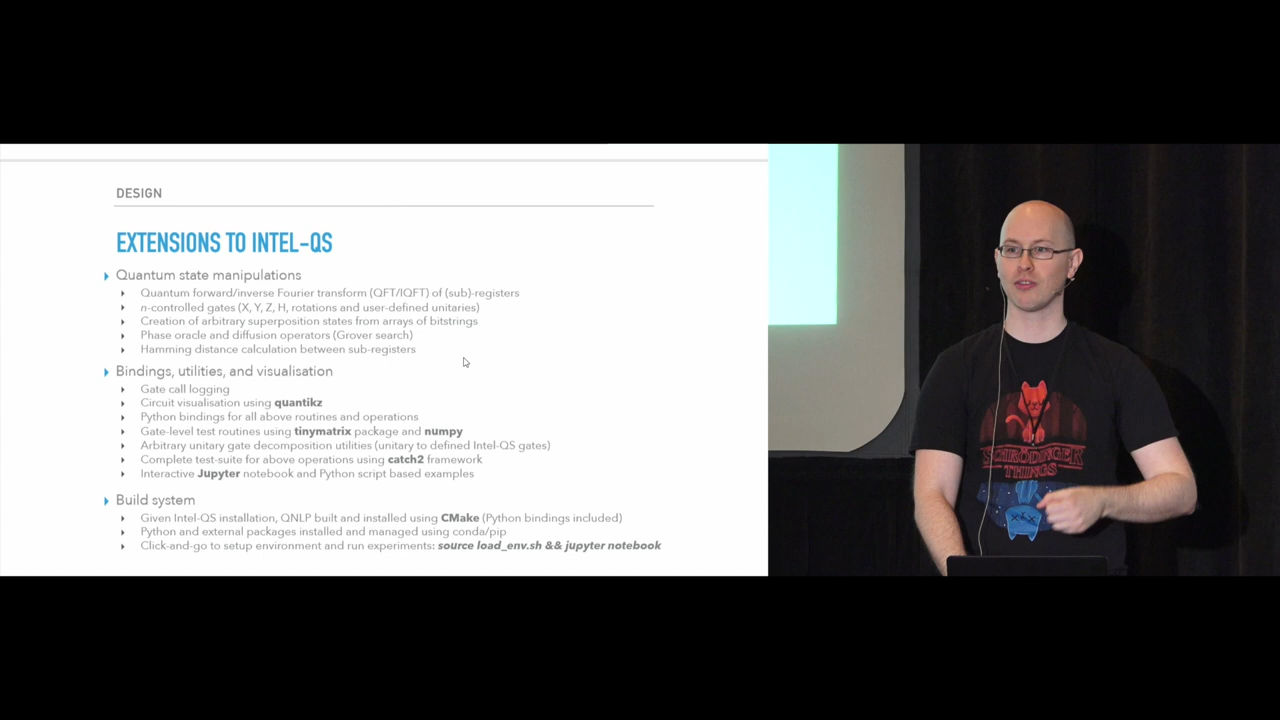 DESIGN
EXTENSIONS TO INTEL-QS
Quantum state manipulations
Quantum forward/inverse Fourier transform (QFT/IQFT) of (sub)-registers
n-controlled gates (X, Y, Z, H, rotations and user-defined unitaries)
Creation of arbitrary superposition states from arrays of bitstrings
Phase oracle and diffusion operators (Grover search)
Hamming distance calculation between sub-registers
Bindings, utilities, and visualisation
Gate call logging
Circuit visualisation using quantikz
Python bindings for all above routines and operations
Gate-level test routines using tinymatrix package and numpy
Arbitrary unitary gate decomposition utilities (unitary to defined Intel-QS gates)
Complete test-suite for above operations using catch2 framework
Interactive Jupyter notebook and Python script based examples
Build system
Given Intel-QS installation, QNLP built and installed using CMake (Python bindings included)
Python and external packages installed and managed using conda/pip
Click-and-go to setup environment and run experiments: source load_env.sh && jupyter notebook
SCHRÖDINGER
THINGS